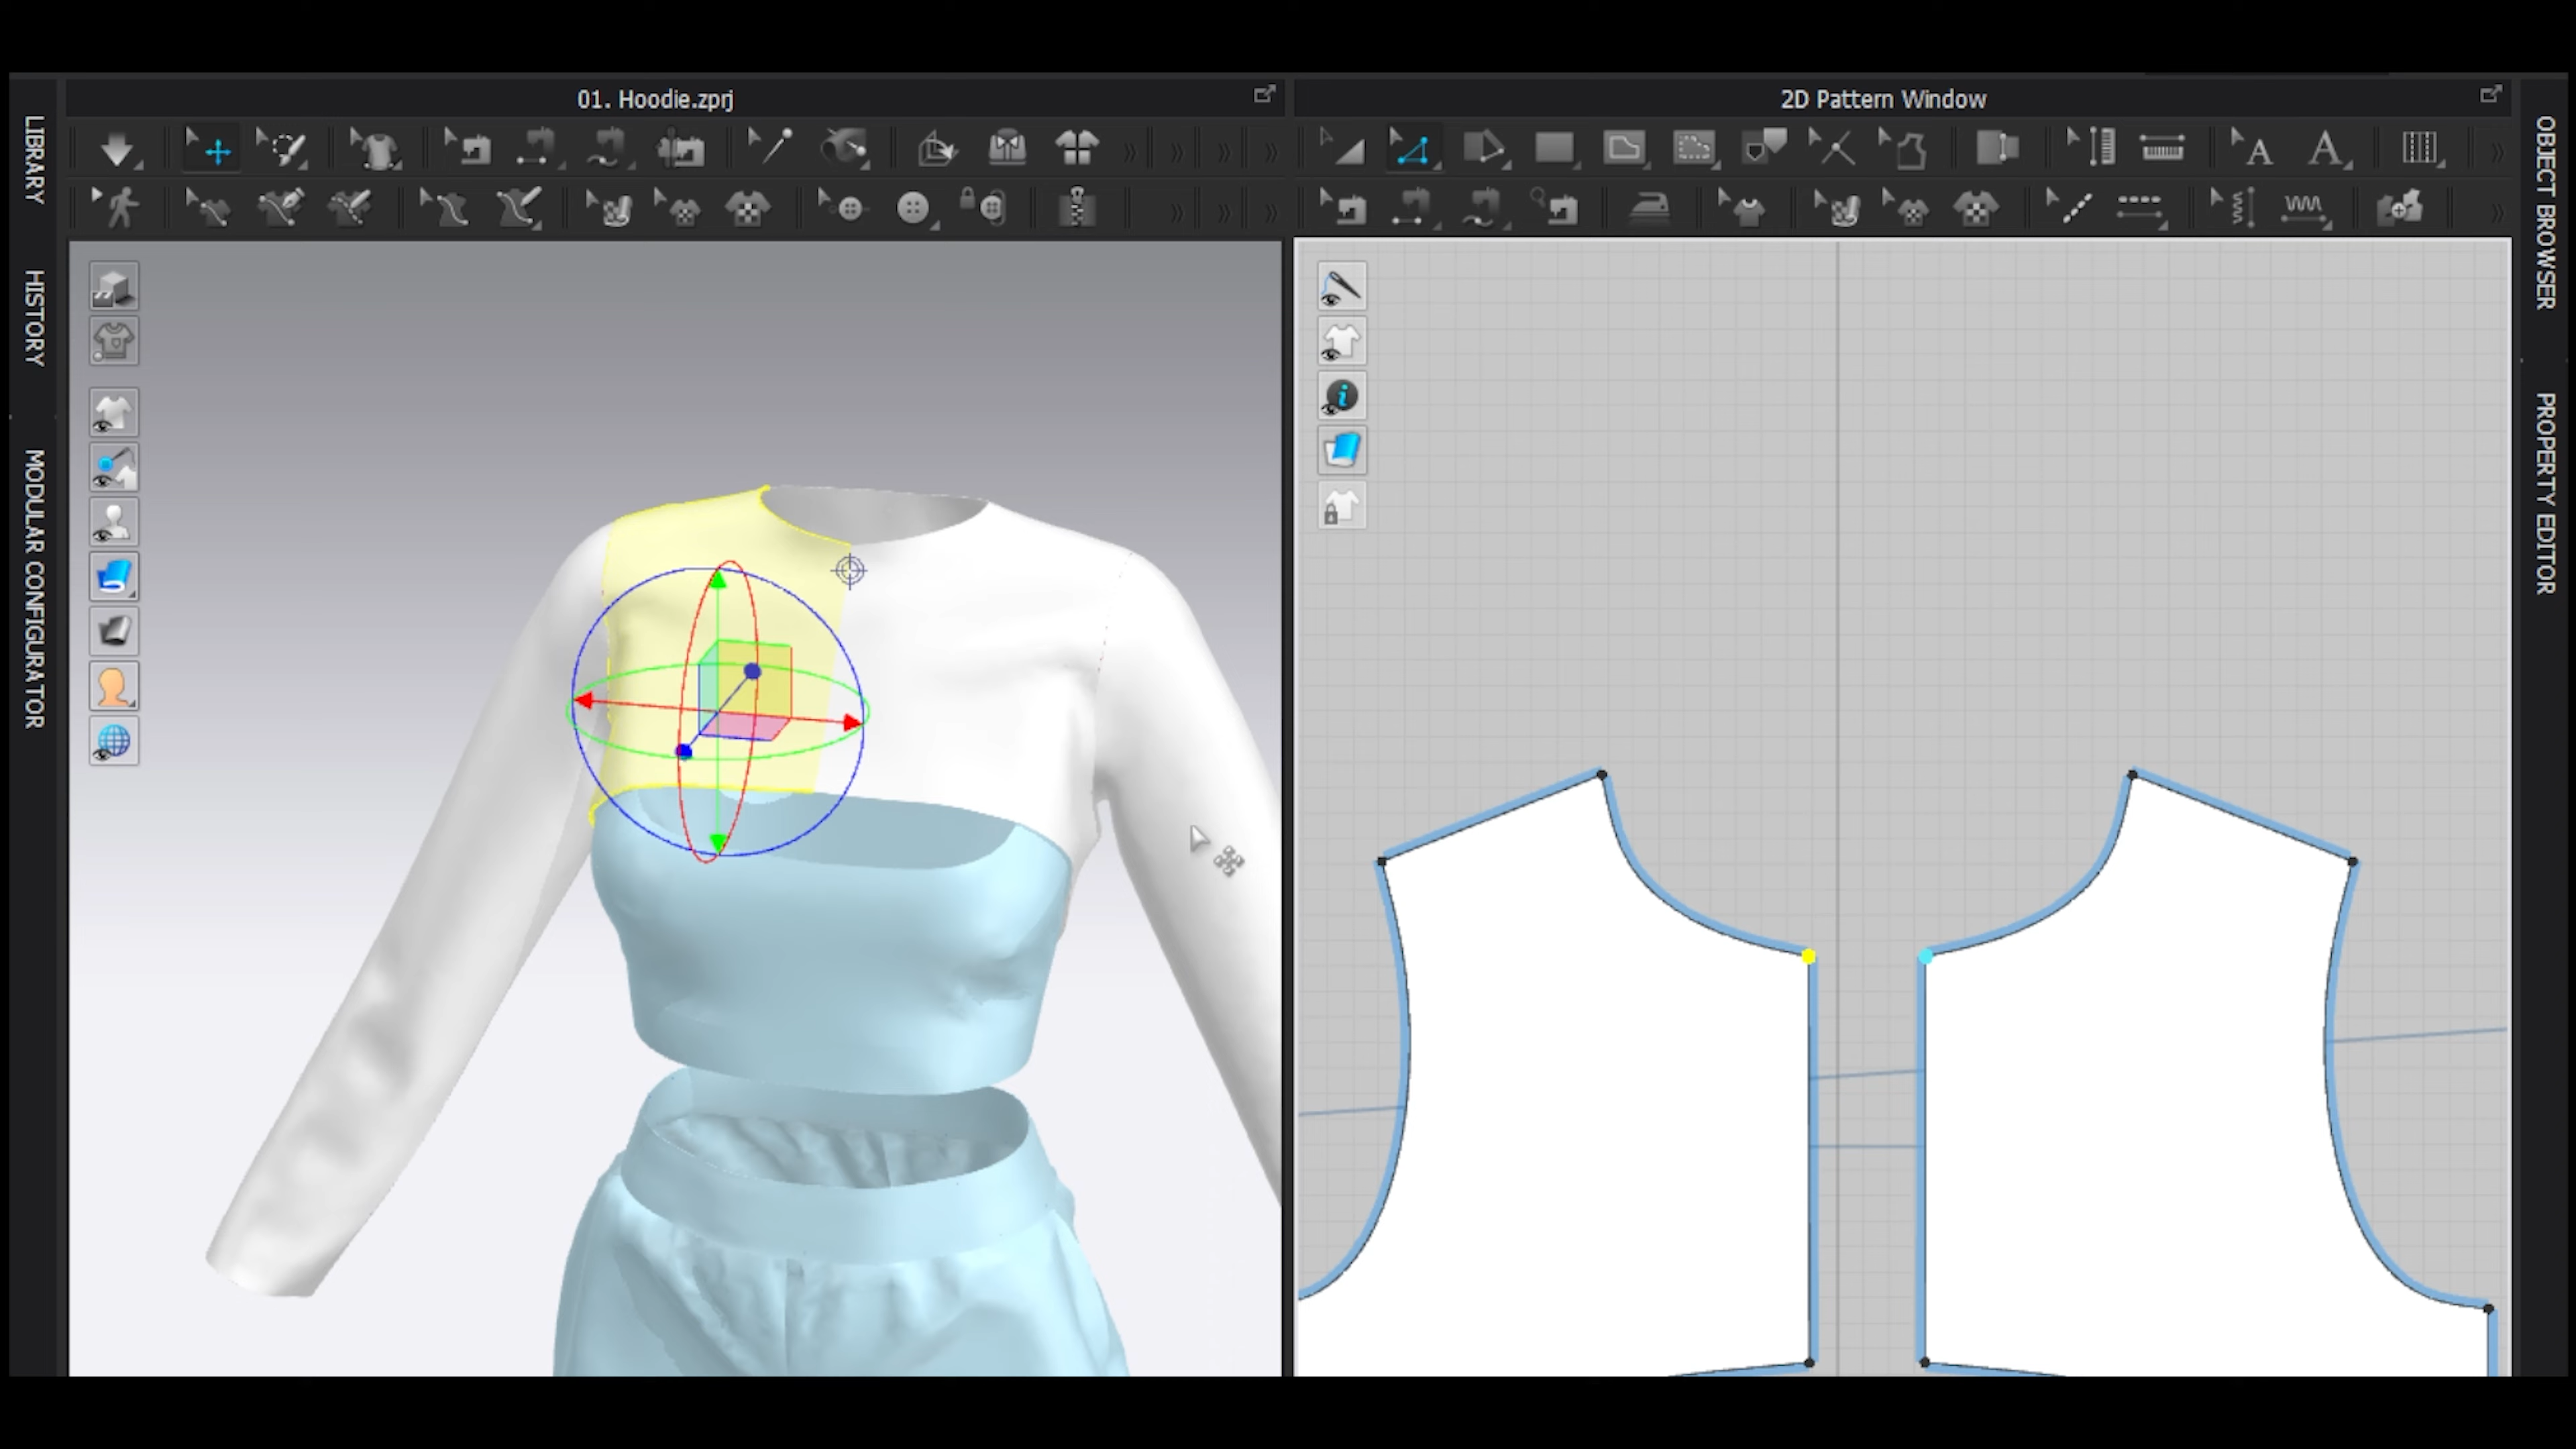 01. Hoodie.zprj
2D Pattern Window
LIBRARY
HISTORY
MODULAR CONFIGURATOR
A
A
OBJECT BROWSER
PROPERTY EDITOR